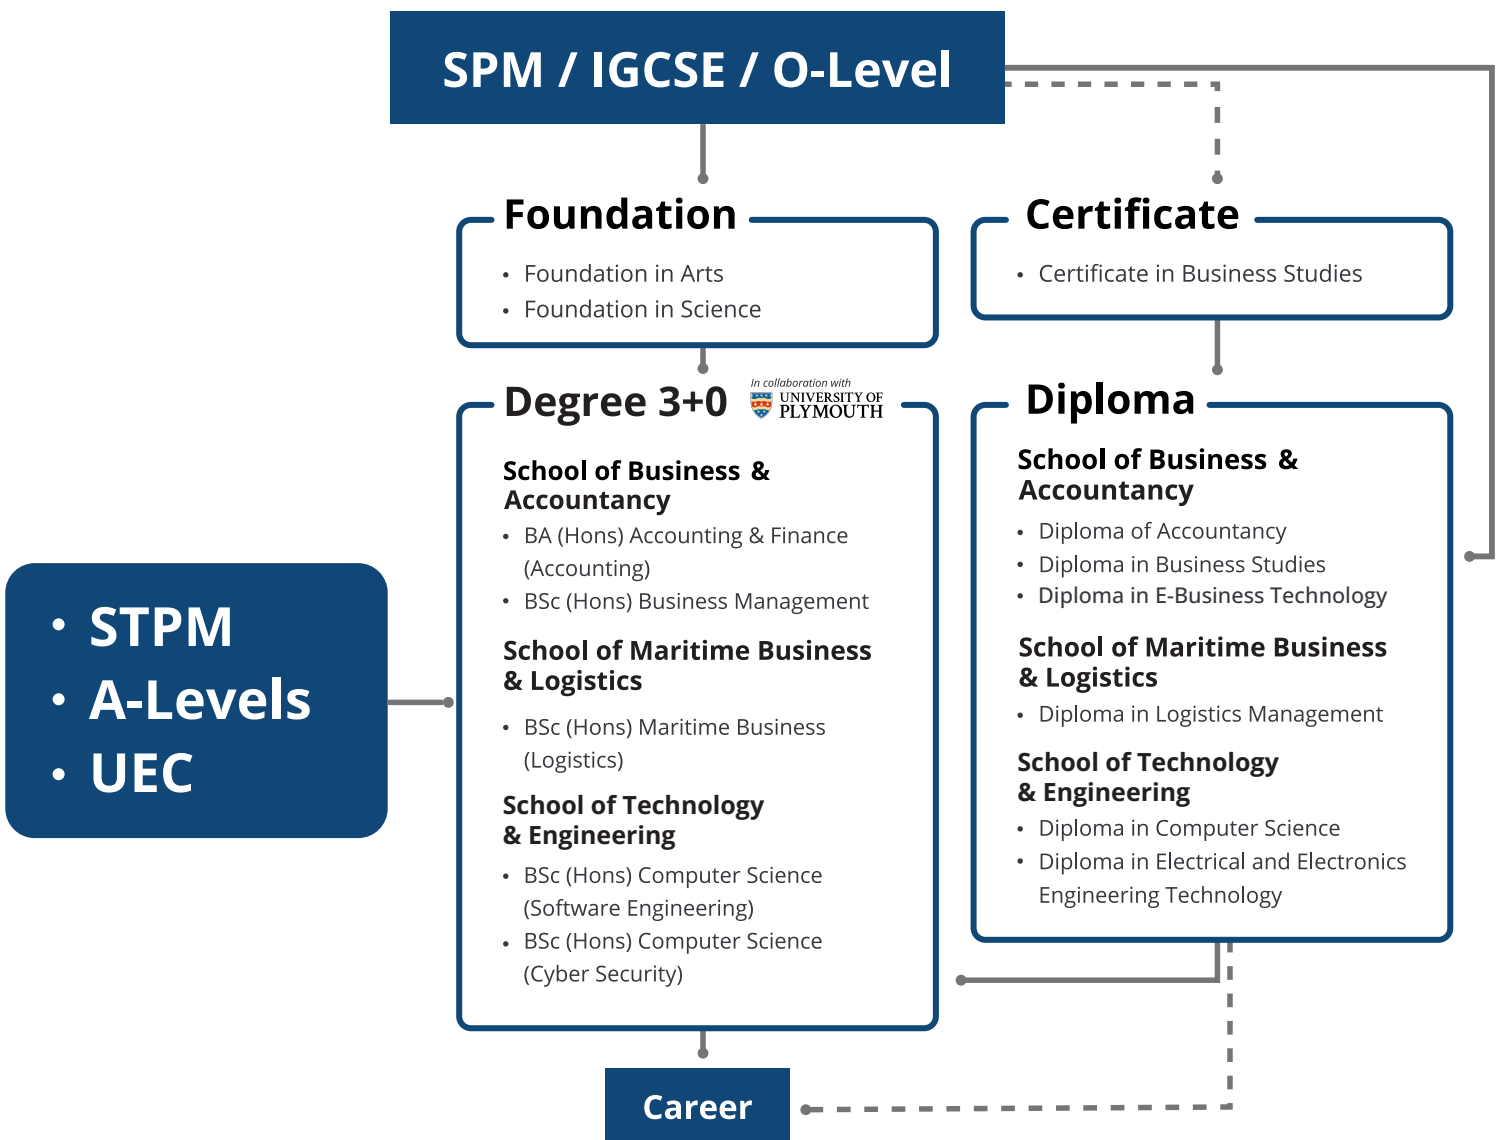 SPM / IGCSE / O-Level
Foundation
• Foundation in Arts
• Foundation in Science
Certificate
• Certificate in Business Studies
Degree 3+0
In collaboration with
UNIVERSITY OF
PLYMOUTH
School of Business &
Accountancy
• BA (Hons) Accounting & Finance
(Accounting)
• BSc (Hons) Business Management
School of Maritime Business
& Logistics
• BSc (Hons) Maritime Business
(Logistics)
School of Technology
& Engineering
• BSc (Hons) Computer Science
(Software Engineering)
• BSc (Hons) Computer Science
(Cyber Security)
Diploma
School of Business &
Accountancy
• Diploma of Accountancy
• Diploma in Business Studies
• Diploma in E-Business Technology
School of Maritime Business
& Logistics
• Diploma in Logistics Management
School of Technology
& Engineering
• Diploma in Computer Science
• Diploma in Electrical and Electronics
Engineering Technology
• STPM
• A-Levels
• UEC
Career